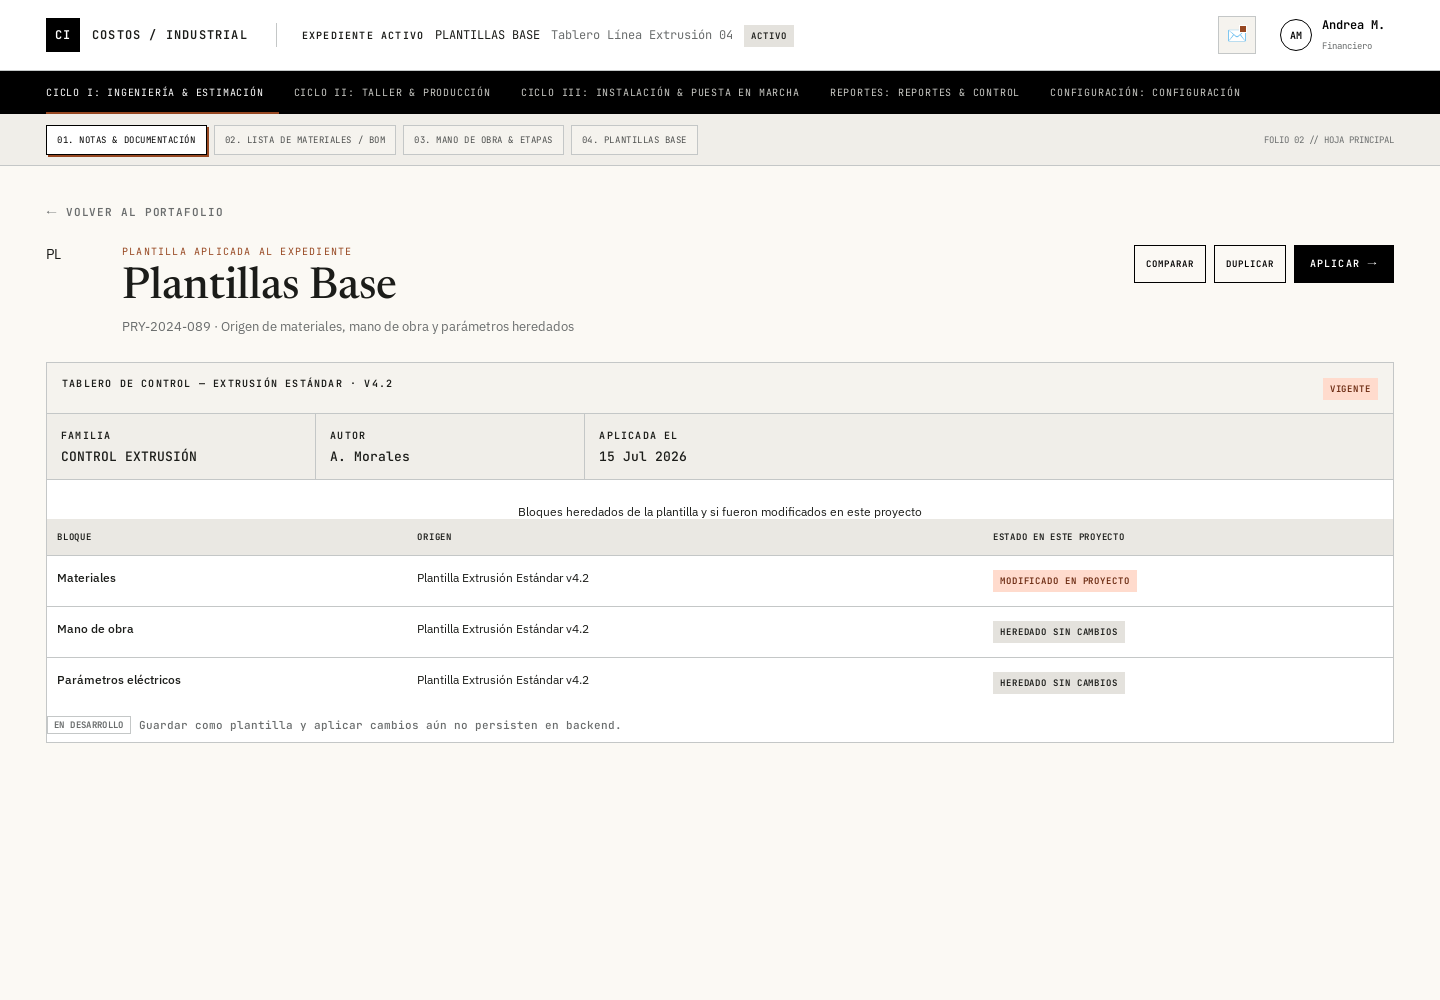 CI COSTOS / INDUSTRIAL EXPEDIENTE ACTIVO PLANTILLAS BASE Tablero Línea Extrusión 04 ACTIVO AM Andrea M.
Financiero
CICLO I: INGENIERÍA & ESTIMACIÓN CICLO II: TALLER & PRODUCCIÓN CICLO III: INSTALACIÓN & PUESTA EN MARCHA REPORTES: REPORTES & CONTROL CONFIGURACIÓN: CONFIGURACIÓN
01. NOTAS & DOCUMENTACIÓN 02. LISTA DE MATERIALES / BOM 03. MANO DE OBRA & ETAPAS 04. PLANTILLAS BASE FOLIO 02 // HOJA PRINCIPAL
← VOLVER AL PORTAFOLIO
PL PLANTILLA APLICADA AL EXPEDIENTE
Plantillas Base
PRY-2024-089 · Origen de materiales, mano de obra y parámetros heredados
COMPARAR DUPLICAR APLICAR →
TABLERO DE CONTROL — EXTRUSIÓN ESTÁNDAR · V4.2 VIGENTE
FAMILIA AUTOR APLICADA EL
CONTROL EXTRUSIÓN A. Morales 15 Jul 2026
Bloques heredados de la plantilla y si fueron modificados en este proyecto
BLOQUE ORIGEN ESTADO EN ESTE PROYECTO
Materiales Plantilla Extrusión Estándar v4.2 MODIFICADO EN PROYECTO
Mano de obra Plantilla Extrusión Estándar v4.2 HEREDADO SIN CAMBIOS
Parámetros eléctricos Plantilla Extrusión Estándar v4.2 HEREDADO SIN CAMBIOS
EN DESARROLLO Guardar como plantilla y aplicar cambios aún no persisten en backend.